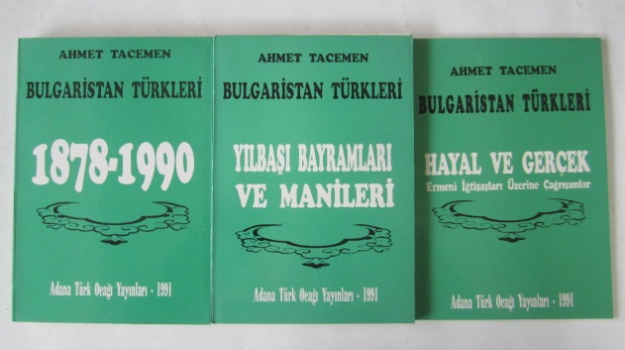 AHMET TACEMEN
BULGARİSTAN TÜRKLERİ
1878-1990
Adana Türk Ocağı Yayınları - 1991
AHMET TACEMEN
BULGARİSTAN TÜRKLERİ
YILBAŞI BAYRAMLARI
VE MANİLERİ
Adana Türk Ocağı Yayınları - 1991
AHMET TACEMEN
BULGARİSTAN TÜRKLERİ
HAYAL VE GERÇEK
Ermeni İğtişaşları Üzerine Çağrışımlar
Adana Türk Ocağı Yayınları - 1991